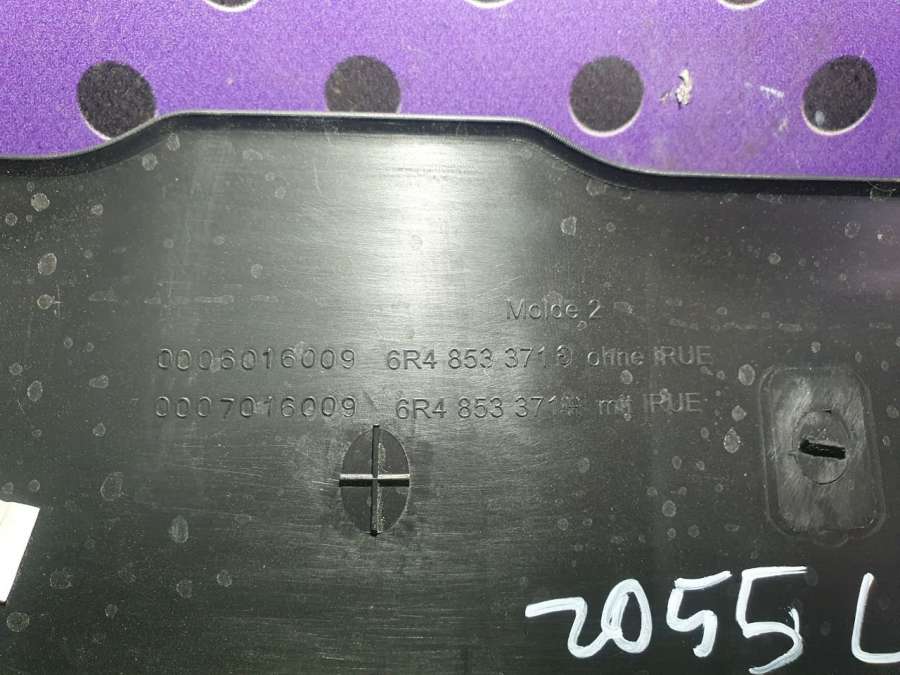 Molde 2
0006016009 6R4 853 371 ohne IRUE
0007016009 6R4 853 371 mit IRUE
2055 L